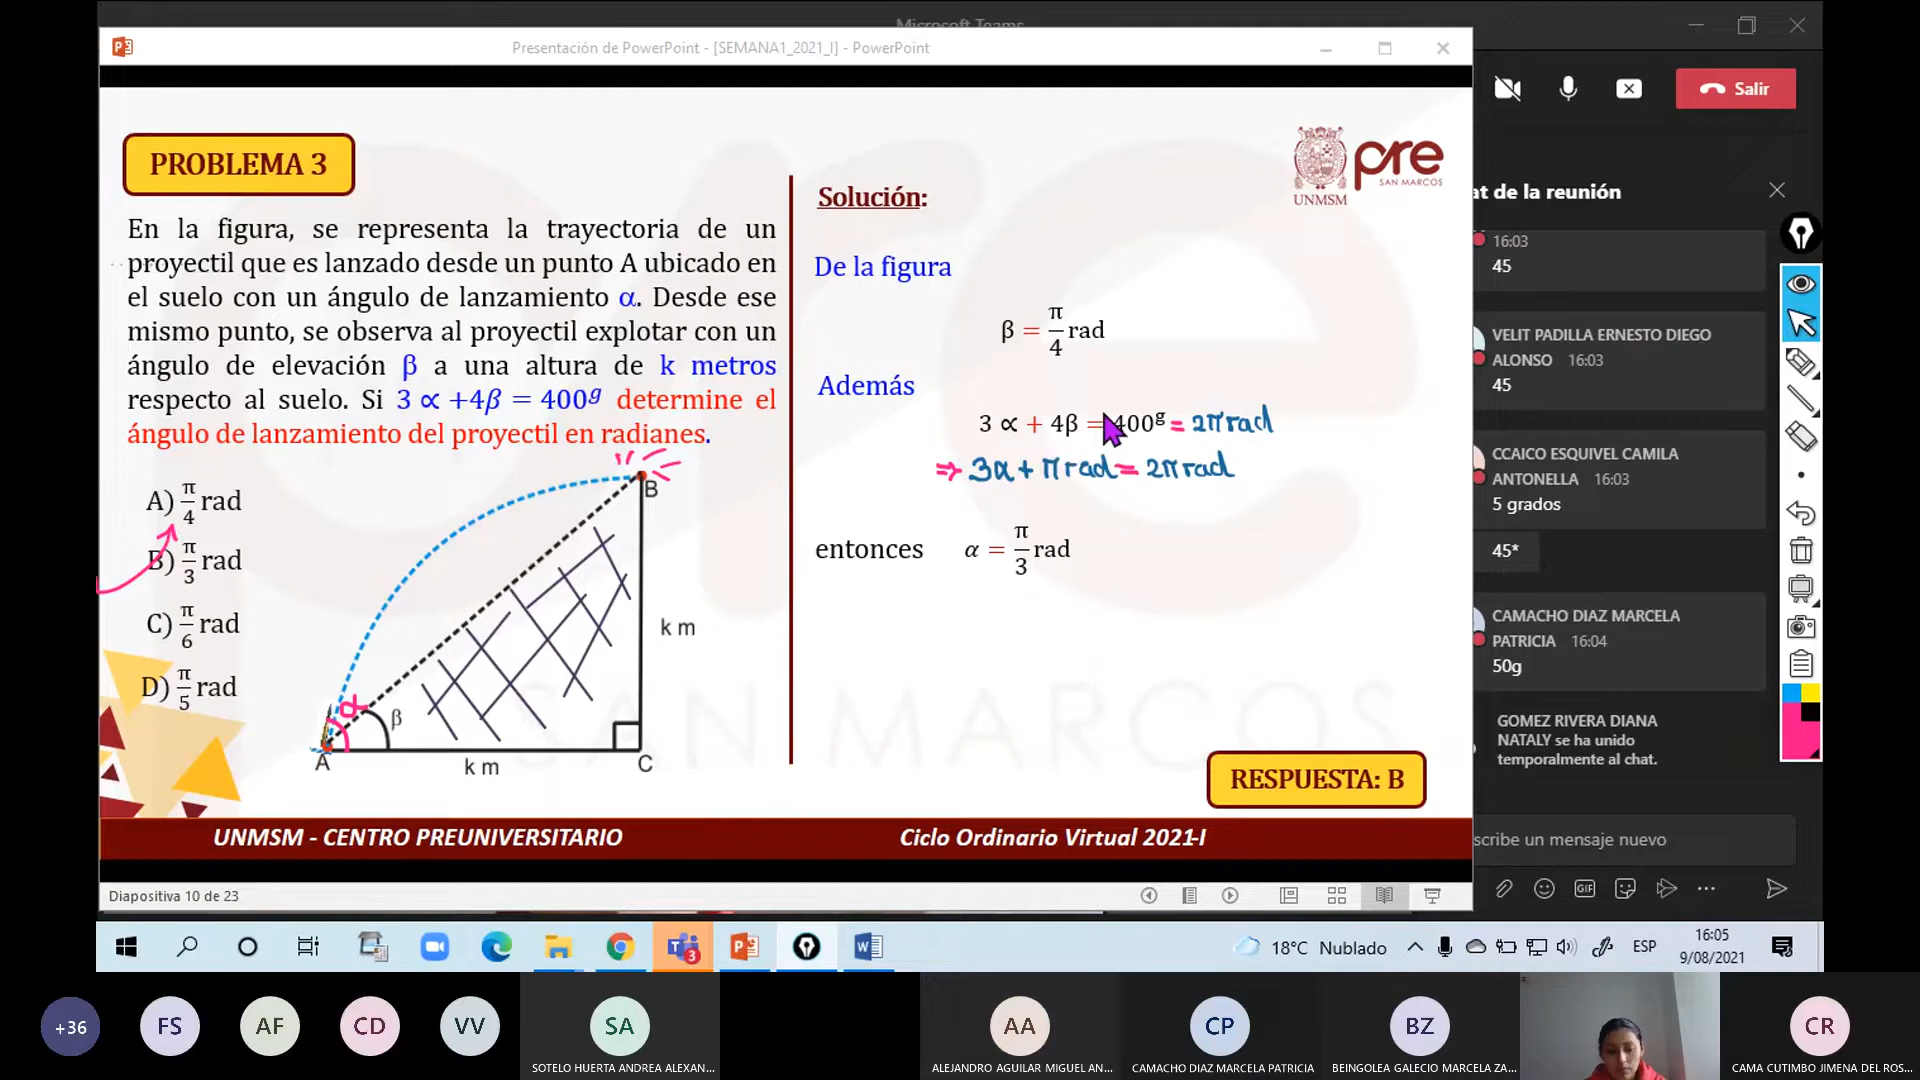 Microsoft Teams
Presentación de PowerPoint - [SEMANA1_2021_I] - PowerPoint
PROBLEMA 3
En la figura, se representa la trayectoria de un
proyectil que es lanzado desde un punto A ubicado en
el suelo con un ángulo de lanzamiento α. Desde ese
mismo punto, se observa al proyectil explotar con un
ángulo de elevación β a una altura de k metros
respecto al suelo. Si 3 ∝ +4β = 400ᵍ determine el
ángulo de lanzamiento del proyectil en radianes.
A) π/4 rad
B) π/3 rad
C) π/6 rad
D) π/5 rad
B
k m
α
β
A
k m
C
Solución:
De la figura
β = π/4 rad
Además
3 ∝ + 4β = 400ᵍ = 2π rad
⇒ 3α + π rad = 2π rad
entonces α = π/3 rad
UNMSM
pre
SAN MARCOS
SAN MARCOS
RESPUESTA: B
UNMSM - CENTRO PREUNIVERSITARIO
Ciclo Ordinario Virtual 2021-I
Diapositiva 10 de 23
Salir
at de la reunión
16:03
45
VELIT PADILLA ERNESTO DIEGO
ALONSO 16:03
45
CCAICO ESQUIVEL CAMILA
ANTONELLA 16:03
5 grados
45*
CAMACHO DIAZ MARCELA
PATRICIA 16:04
50g
GOMEZ RIVERA DIANA
NATALY se ha unido
temporalmente al chat.
scribe un mensaje nuevo
GIF
3
18°C Nublado
ESP
16:05
9/08/2021
+36
FS
AF
CD
VV
SA
AA
CP
BZ
CR
SOTELO HUERTA ANDREA ALEXAN...
ALEJANDRO AGUILAR MIGUEL AN...
CAMACHO DIAZ MARCELA PATRICIA
BEINGOLEA GALECIO MARCELA ZA...
CAMA CUTIMBO JIMENA DEL ROS...